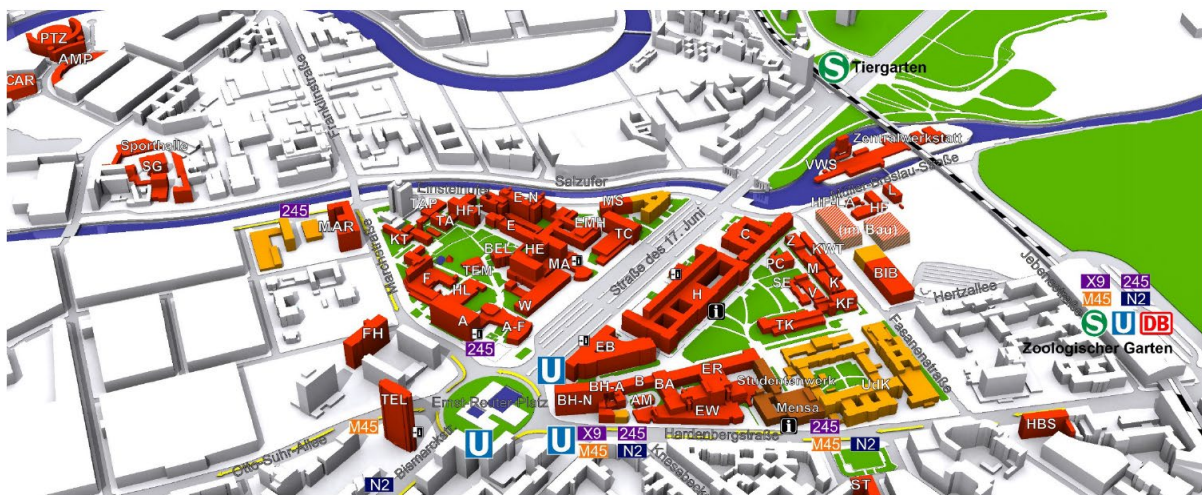 PTZ
AMP
CAR
Franklinstraße
Tiergarten
S
Sporthalle
SG
Zentralwerkstatt
VWS
Müller-Breslau-Straße
Salzufer
Einsteinufer
TAP
E-N
MS
L
HF
LA
(im Bau)
245
MAR
HFT
TA
E
EMH
TC
KT
Marchstraße
BEL
HE
MA
Straße des 17. Juni
C
Z
KWT
PC
M
SE
K
V
KF
BIB
TEM
F
HL
W
H
i
Hertzallee
X9
245
M45
N2
S
U
DB
Zoologischer Garten
A
A-F
245
TK
Fasanenstraße
FH
EB
U
ER
Studentenwerk
UdK
BH-A
B
BA
TEL
Ernst-Reuter-Platz
BH-N
AM
EW
Mensa
i
HBS
M45
U
U
X9
245
M45
N2
Hardenbergstraße
245
M45
N2
Otto-Suhr-Allee
Bismarckstr.
N2
ST